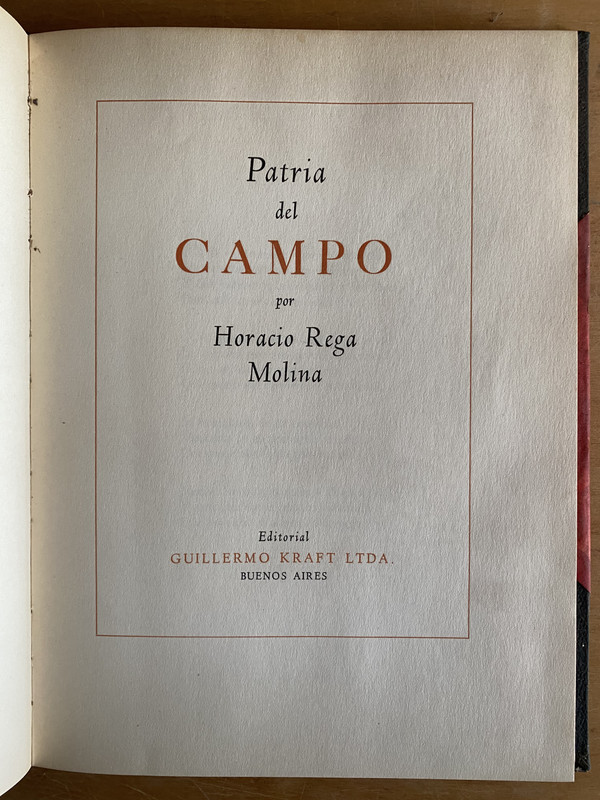 Patria
del
CAMPO
por
Horacio Rega
Molina
Editorial
GUILLERMO KRAFT LTDA.
BUENOS AIRES